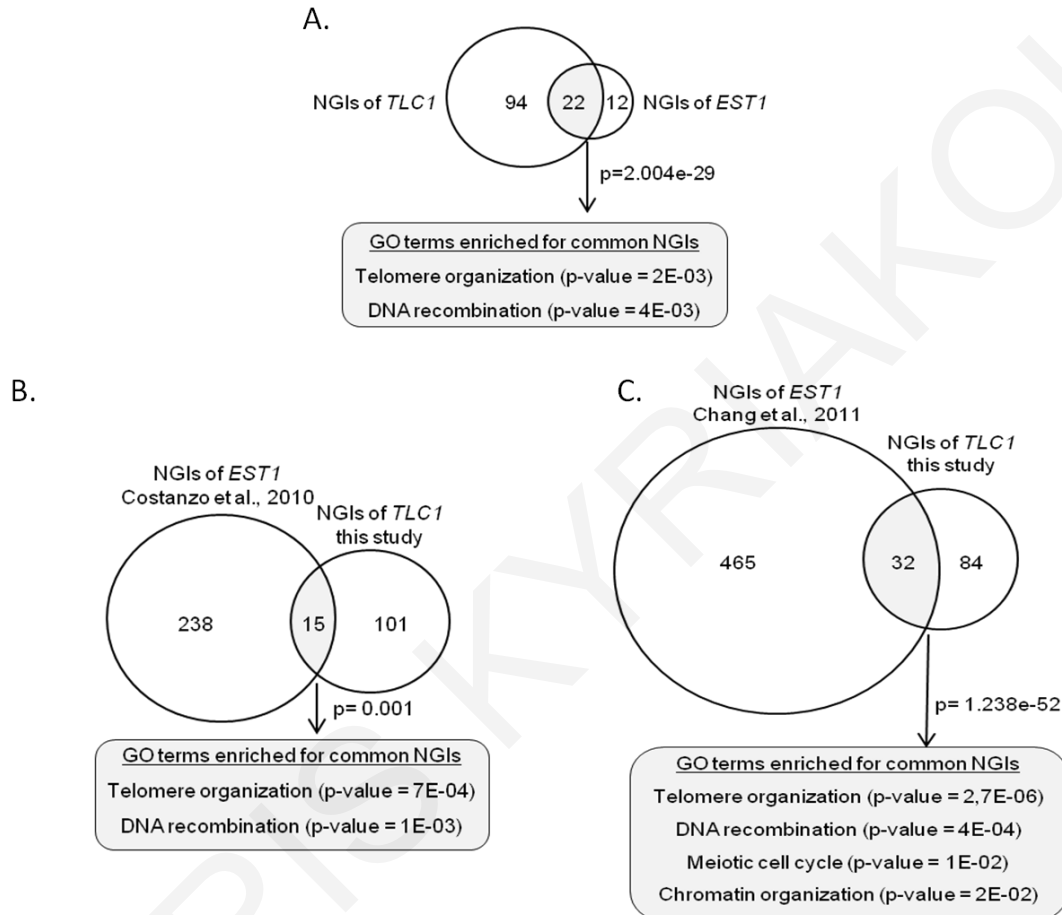 A.
NGIs of TLC1
94
22
12
NGIs of EST1
p=2.004e-29
GO terms enriched for common NGIs
Telomere organization (p-value = 2E-03)
DNA recombination (p-value = 4E-03)
B.
NGIs of EST1
Costanzo et al., 2010
NGIs of TLC1
this study
238
15
101
p= 0.001
GO terms enriched for common NGIs
Telomere organization (p-value = 7E-04)
DNA recombination (p-value = 1E-03)
C.
NGIs of EST1
Chang et al., 2011
NGIs of TLC1
this study
465
32
84
p= 1.238e-52
GO terms enriched for common NGIs
Telomere organization (p-value = 2,7E-06)
DNA recombination (p-value = 4E-04)
Meiotic cell cycle (p-value = 1E-02)
Chromatin organization (p-value = 2E-02)